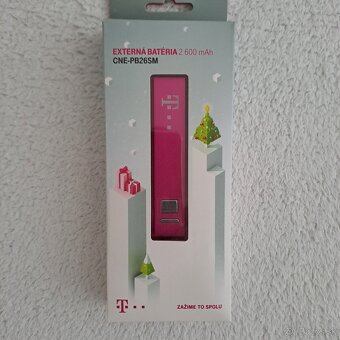 EXTERNÁ BATÉRIA 2 600 mAh
CNE-PB26SM
T
T
ZAŽIME TO SPOLU